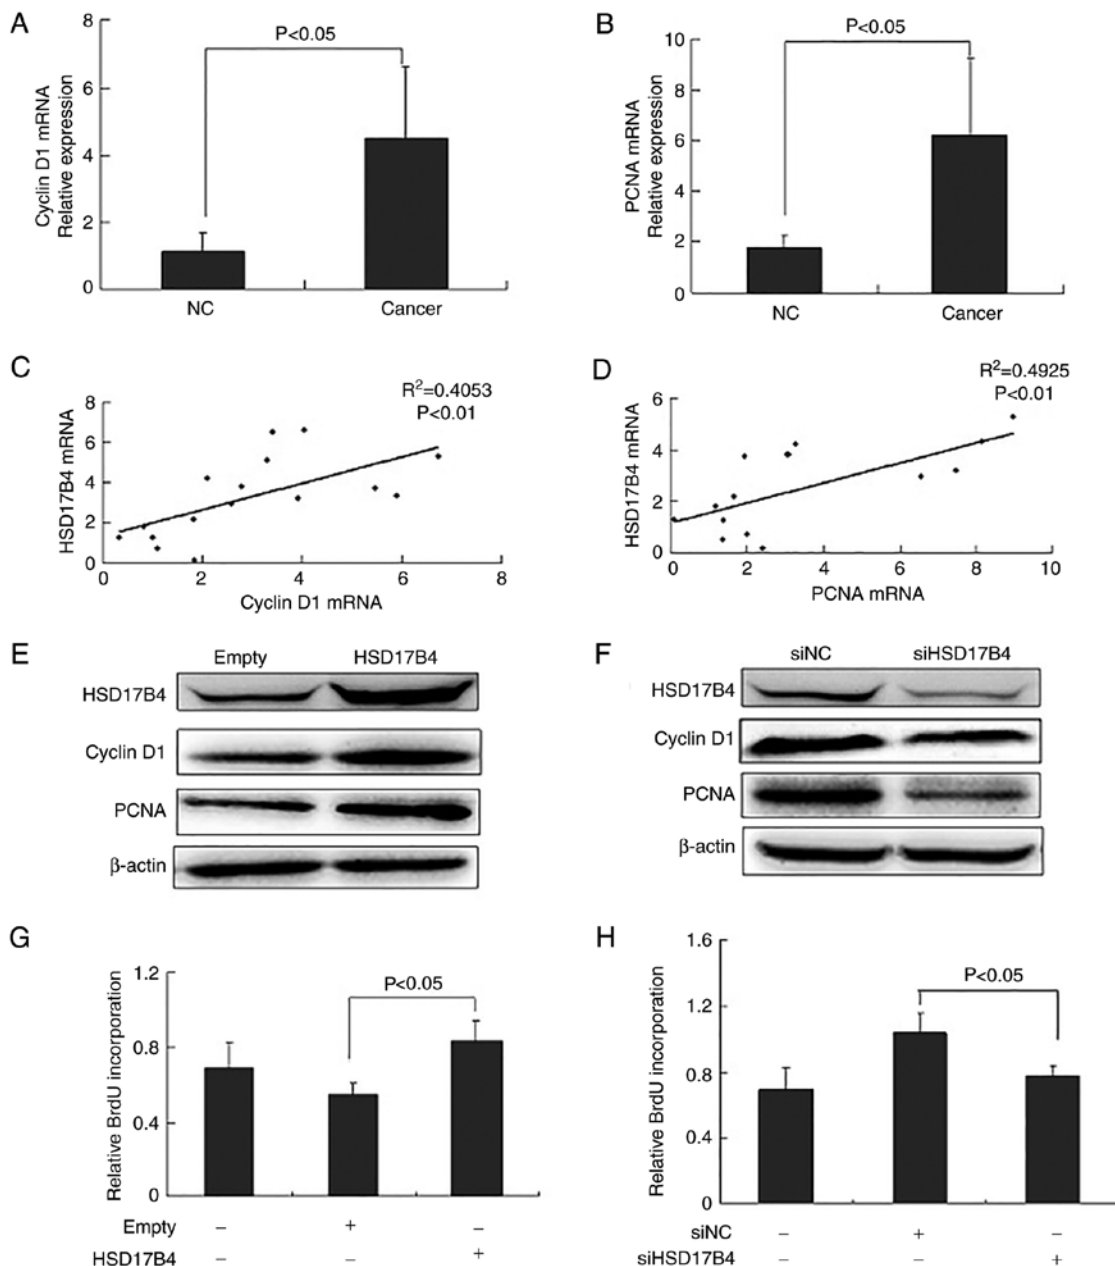 A
Cyclin D1 mRNA
Relative expression
8
6
4
2
0
P<0.05
NC
Cancer
B
PCNA mRNA
Relative expression
10
8
6
4
2
0
P<0.05
NC
Cancer
C
HSD17B4 mRNA
8
6
4
2
0
R²=0.4053
P<0.01
0
2
4
6
8
Cyclin D1 mRNA
D
HSD17B4 mRNA
6
4
2
0
R²=0.4925
P<0.01
0
2
4
6
8
10
PCNA mRNA
E
Empty
HSD17B4
HSD17B4
Cyclin D1
PCNA
β-actin
F
siNC
siHSD17B4
HSD17B4
Cyclin D1
PCNA
β-actin
G
Relative BrdU incorporation
1.2
0.8
0.4
0
P<0.05
Empty – + –
HSD17B4 – – +
H
Relative BrdU incorporation
1.6
1.2
0.8
0.4
0
P<0.05
siNC – + –
siHSD17B4 – – +